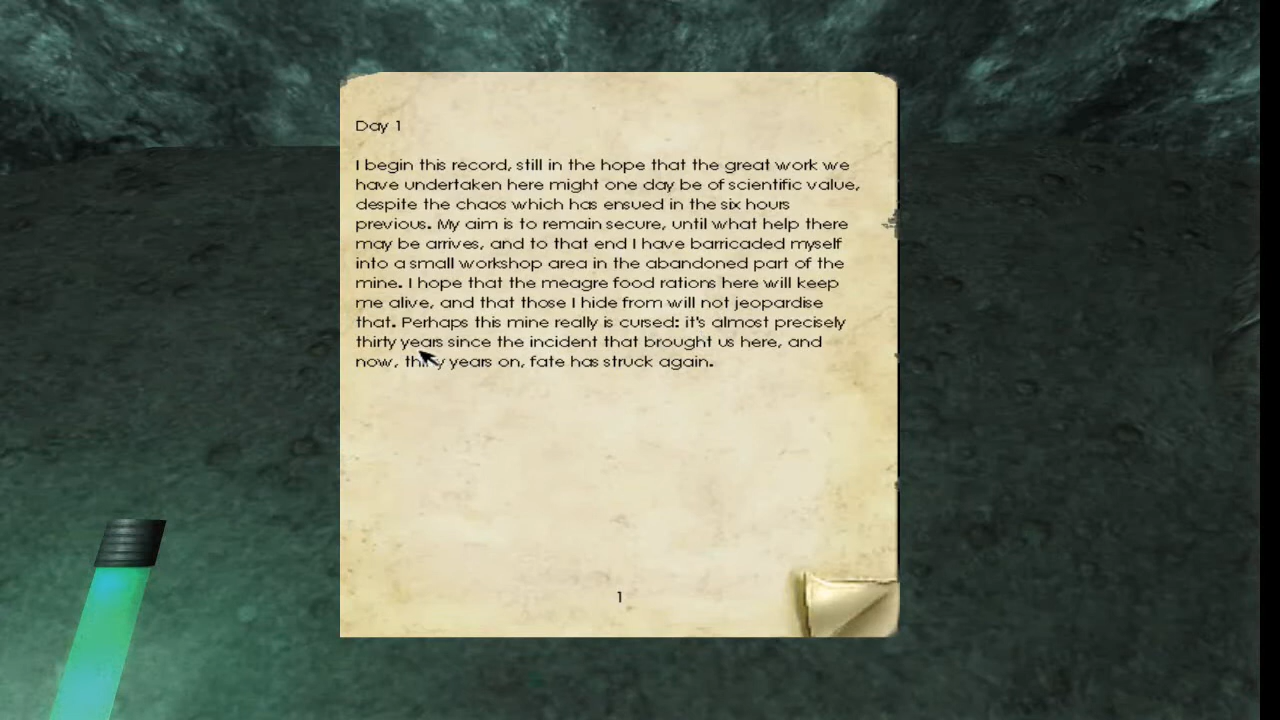 Day 1
I begin this record, still in the hope that the great work we
have undertaken here might one day be of scientific value,
despite the chaos which has ensued in the six hours
previous. My aim is to remain secure, until what help there
may be arrives, and to that end I have barricaded myself
into a small workshop area in the abandoned part of the
mine. I hope that the meagre food rations here will keep
me alive, and that those I hide from will not jeopardise
that. Perhaps this mine really is cursed: it's almost precisely
thirty years since the incident that brought us here, and
now, thirty years on, fate has struck again.
1